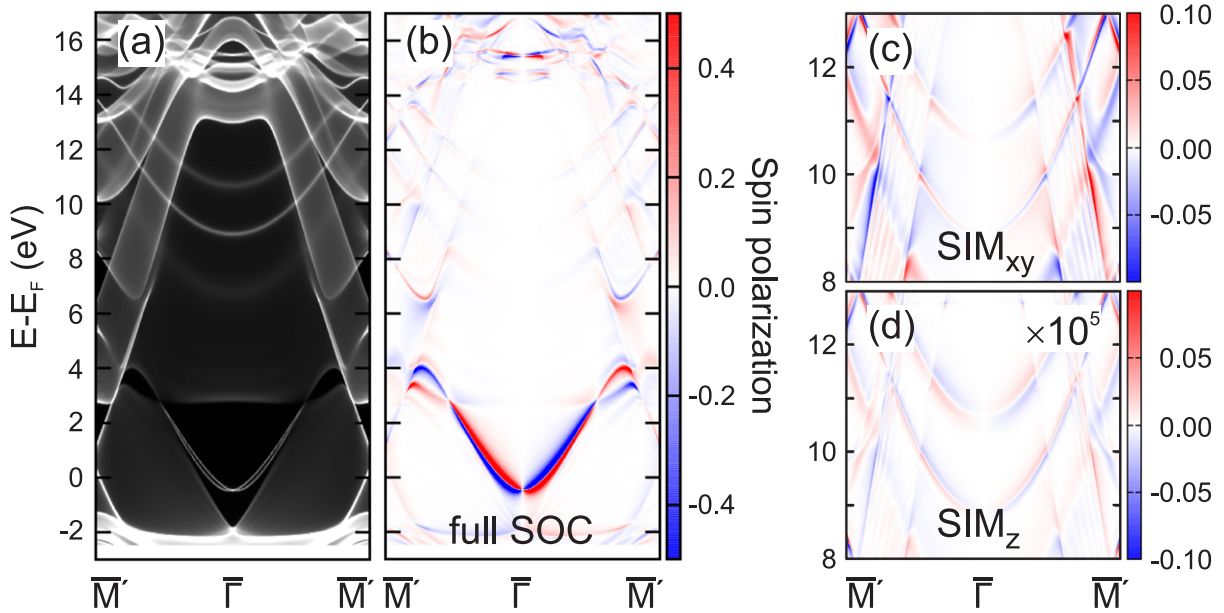 (a)
(b)
(c)
(d)
E-E_F (eV)
16
14
12
10
8
6
4
2
0
-2
M̅′
Γ̅
M̅′
full SOC
M̅′
Γ̅
M̅′
0.4
0.2
0.0
-0.2
-0.4
Spin polarization
12
10
8
SIM_xy
0.10
0.05
0.00
-0.05
×10^5
12
10
8
SIM_z
0.05
0.00
-0.05
-0.10
M̅′
Γ̅
M̅′